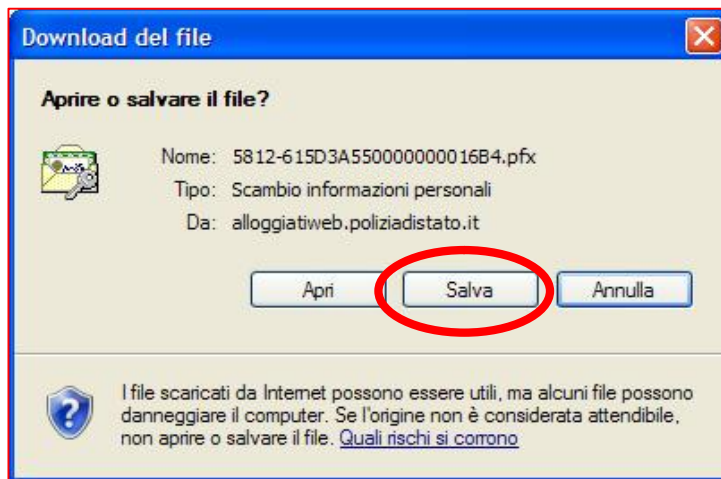 Download del file
Aprire o salvare il file?
Nome: 5812-615D3A550000000016B4.pfx
Tipo: Scambio informazioni personali
Da: alloggiatiweb.poliziadistato.it
Apri Salva Annulla
I file scaricati da Internet possono essere utili, ma alcuni file possono
danneggiare il computer. Se l'origine non è considerata attendibile,
non aprire o salvare il file. Quali rischi si corrono